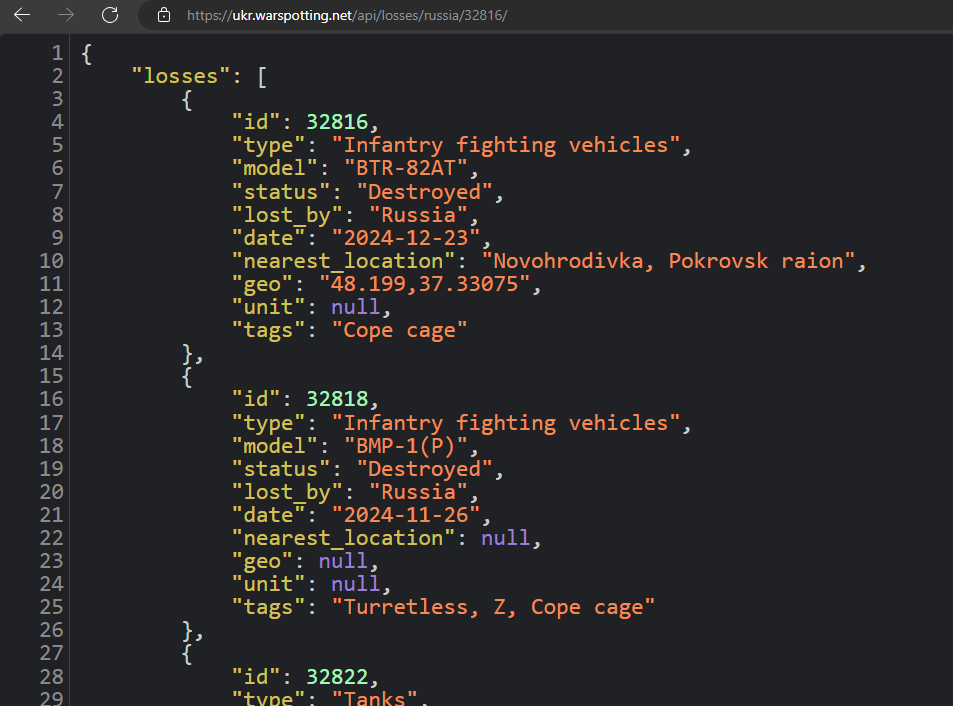 https://ukr.warspotting.net/api/losses/russia/32816/
1 {
2 "losses": [
3 {
4 "id": 32816,
5 "type": "Infantry fighting vehicles",
6 "model": "BTR-82AT",
7 "status": "Destroyed",
8 "lost_by": "Russia",
9 "date": "2024-12-23",
10 "nearest_location": "Novohrodivka, Pokrovsk raion",
11 "geo": "48.199,37.33075",
12 "unit": null,
13 "tags": "Cope cage"
14 },
15 {
16 "id": 32818,
17 "type": "Infantry fighting vehicles",
18 "model": "BMP-1(P)",
19 "status": "Destroyed",
20 "lost_by": "Russia",
21 "date": "2024-11-26",
22 "nearest_location": null,
23 "geo": null,
24 "unit": null,
25 "tags": "Turretless, Z, Cope cage"
26 },
27 {
28 "id": 32822,
29 "type": "Tanks",